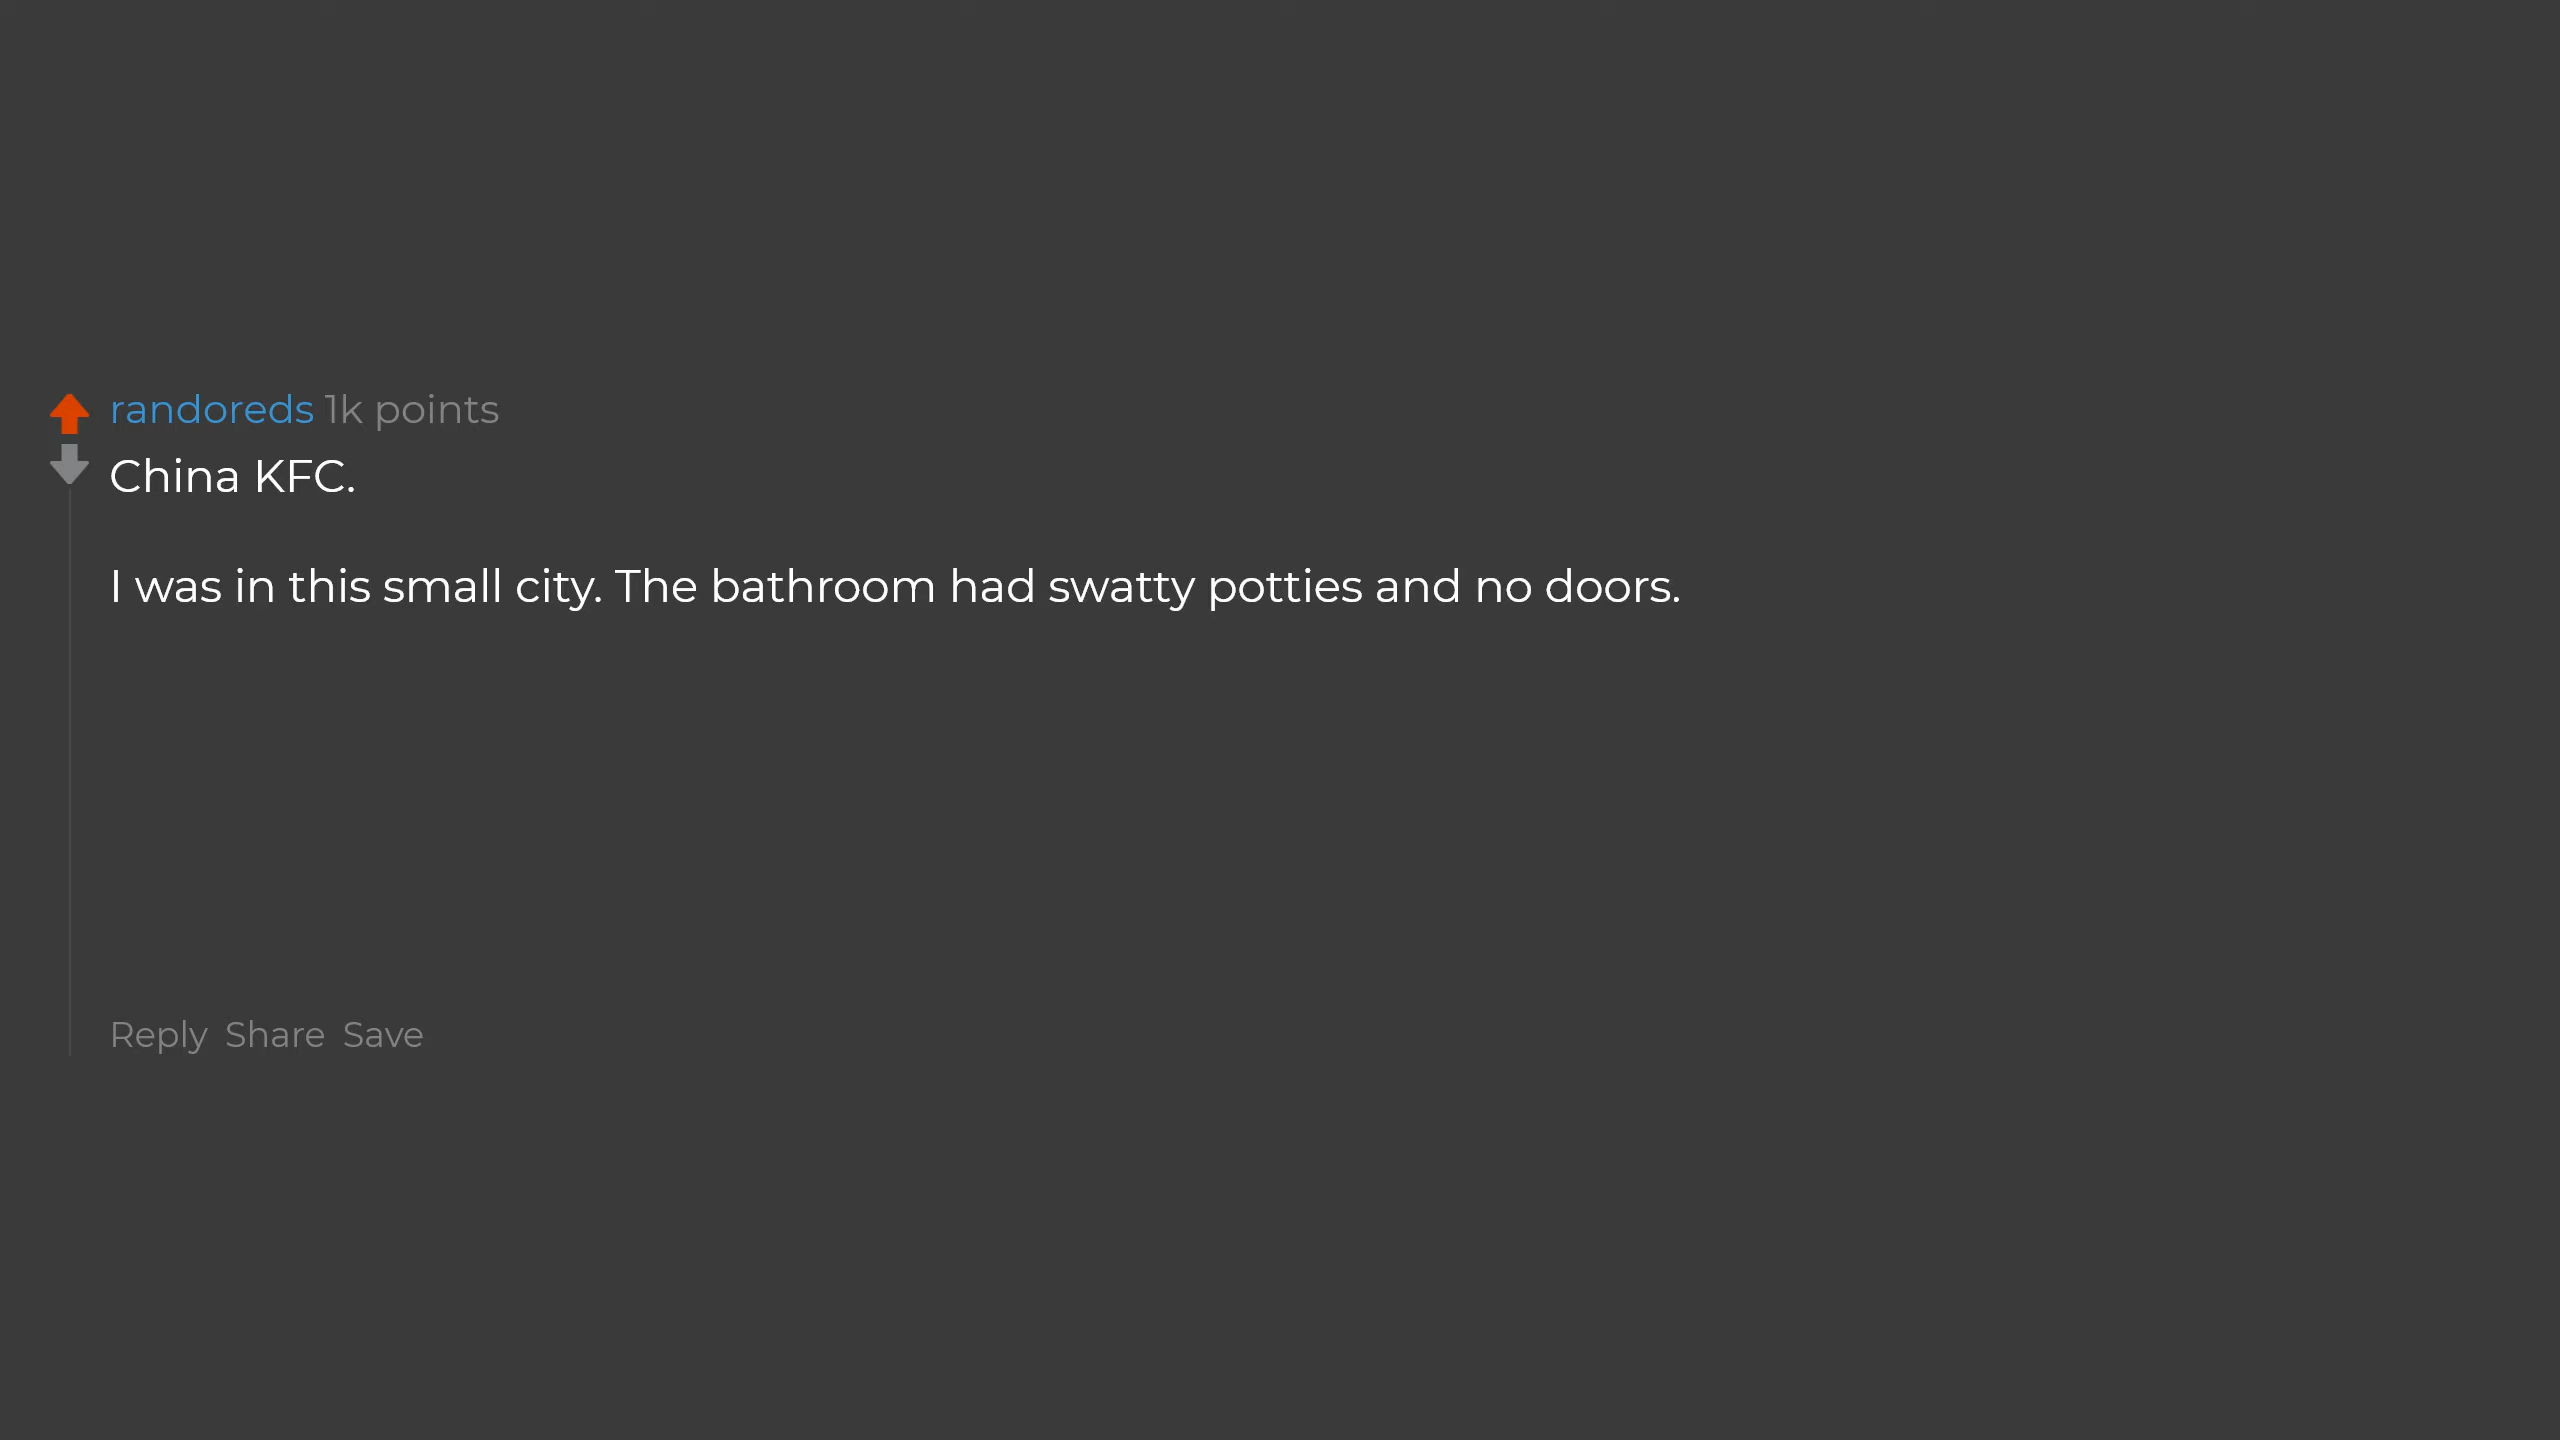 randoreds 1k points
China KFC.
I was in this small city. The bathroom had swatty potties and no doors.
Reply Share Save